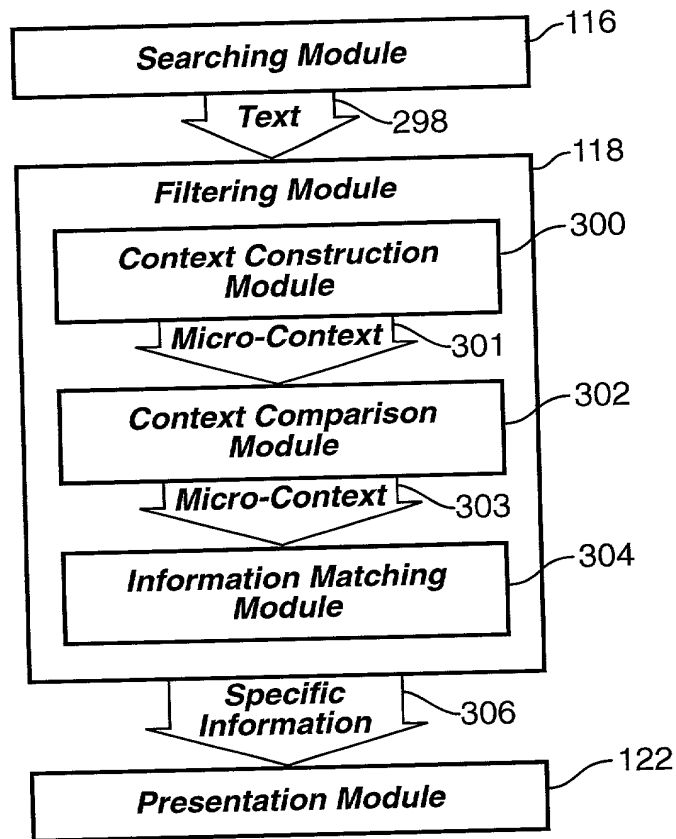 Searching Module
116
Text
298
118
Filtering Module
300
Context Construction
Module
Micro-Context
301
302
Context Comparison
Module
Micro-Context
303
304
Information Matching
Module
Specific
Information
306
122
Presentation Module